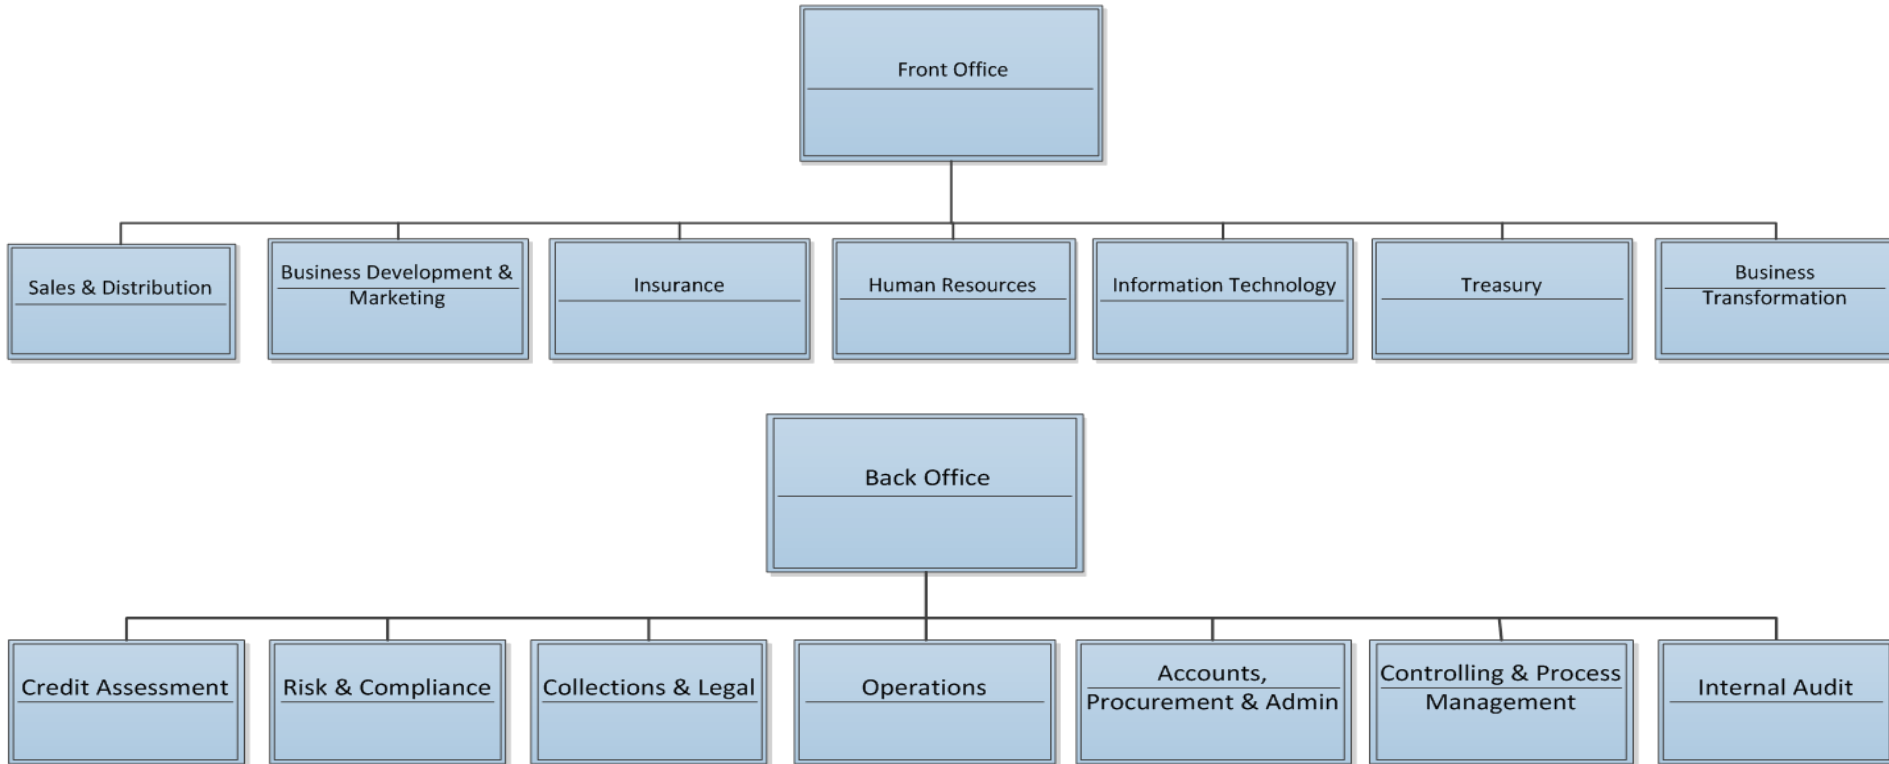 Front Office
Sales & Distribution
Business Development &
Marketing
Insurance
Human Resources
Information Technology
Treasury
Business
Transformation
Back Office
Credit Assessment
Risk & Compliance
Collections & Legal
Operations
Accounts,
Procurement & Admin
Controlling & Process
Management
Internal Audit